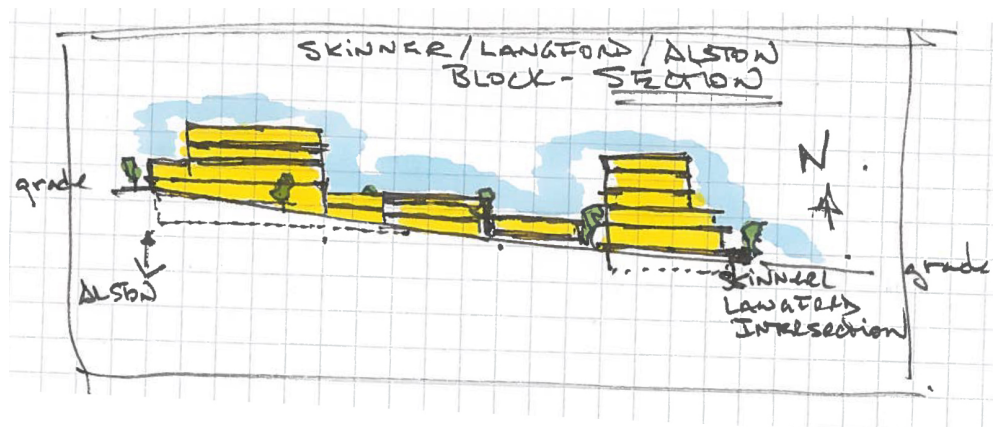 SKINNER/LANGFORD/ALSTON
BLOCK - SECTION
N
grade
grade
ALSTON
SKINNER
LANGFORD
INTERSECTION